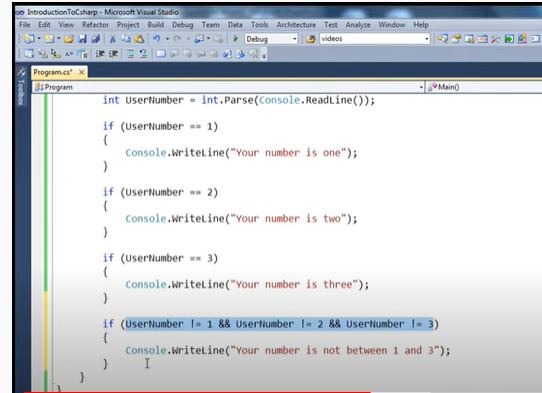 IntroductionToCsharp - Microsoft Visual Studio
File Edit View Refactor Project Build Debug Team Data Tools Architecture Test Analyze Window Help
Debug videos
Program.cs* ×
Program Main()
Toolbox
int UserNumber = int.Parse(Console.ReadLine());
if (UserNumber == 1)
{
Console.WriteLine("Your number is one");
}
if (UserNumber == 2)
{
Console.WriteLine("Your number is two");
}
if (UserNumber == 3)
{
Console.WriteLine("Your number is three");
}
if (UserNumber != 1 && UserNumber != 2 && UserNumber != 3)
{
Console.WriteLine("Your number is not between 1 and 3");
}
}
}